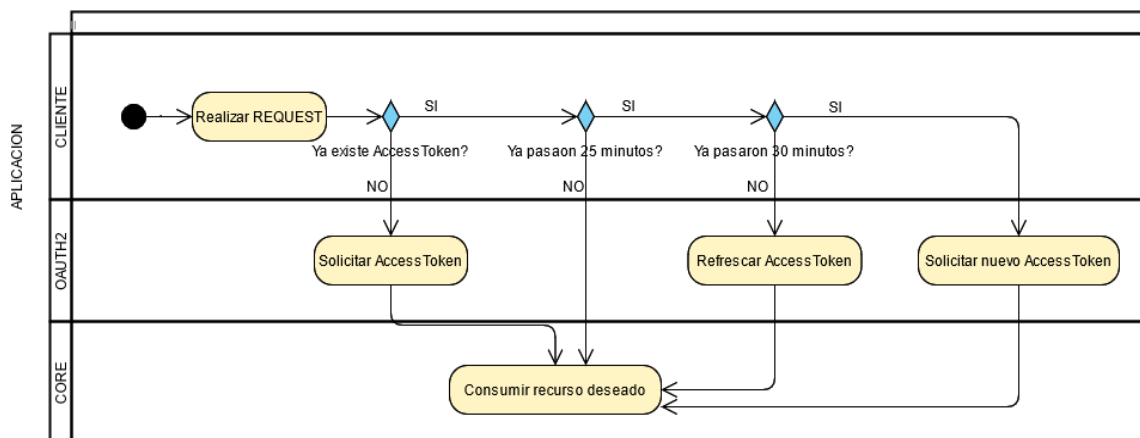 APLICACION
CLIENTE
Realizar REQUEST
SI
SI
SI
Ya existe AccessToken?
Ya pasaon 25 minutos?
Ya pasaron 30 minutos?
NO
NO
NO
OAUTH2
Solicitar AccessToken
Refrescar AccessToken
Solicitar nuevo AccessToken
CORE
Consumir recurso deseado